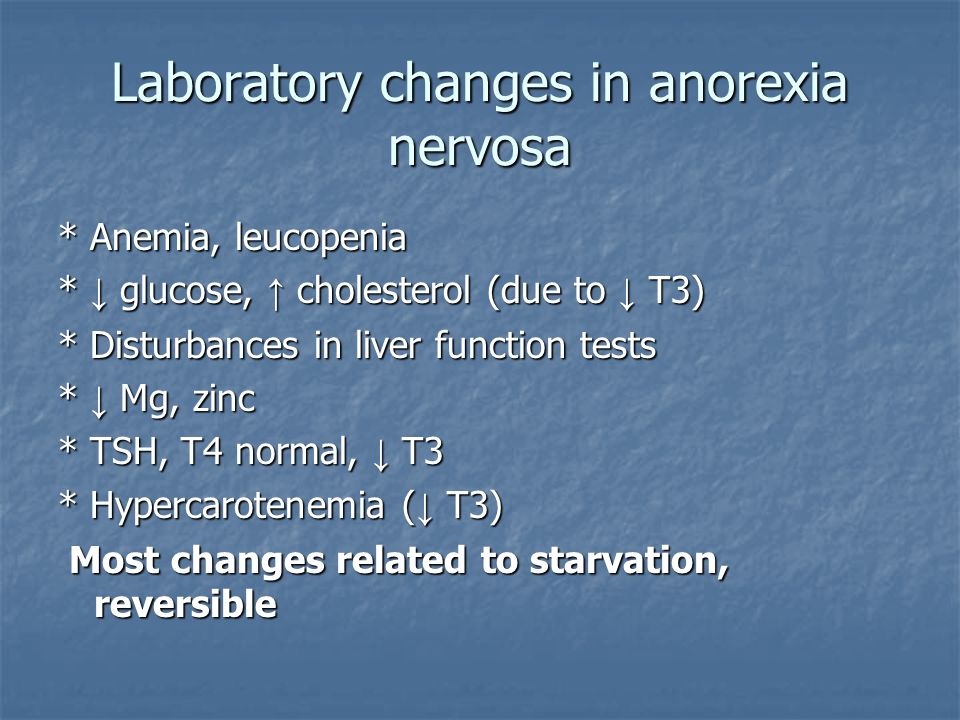 Laboratory changes in anorexia
nervosa
* Anemia, leucopenia
* ↓ glucose, ↑ cholesterol (due to ↓ T3)
* Disturbances in liver function tests
* ↓ Mg, zinc
* TSH, T4 normal, ↓ T3
* Hypercarotenemia (↓ T3)
Most changes related to starvation,
reversible